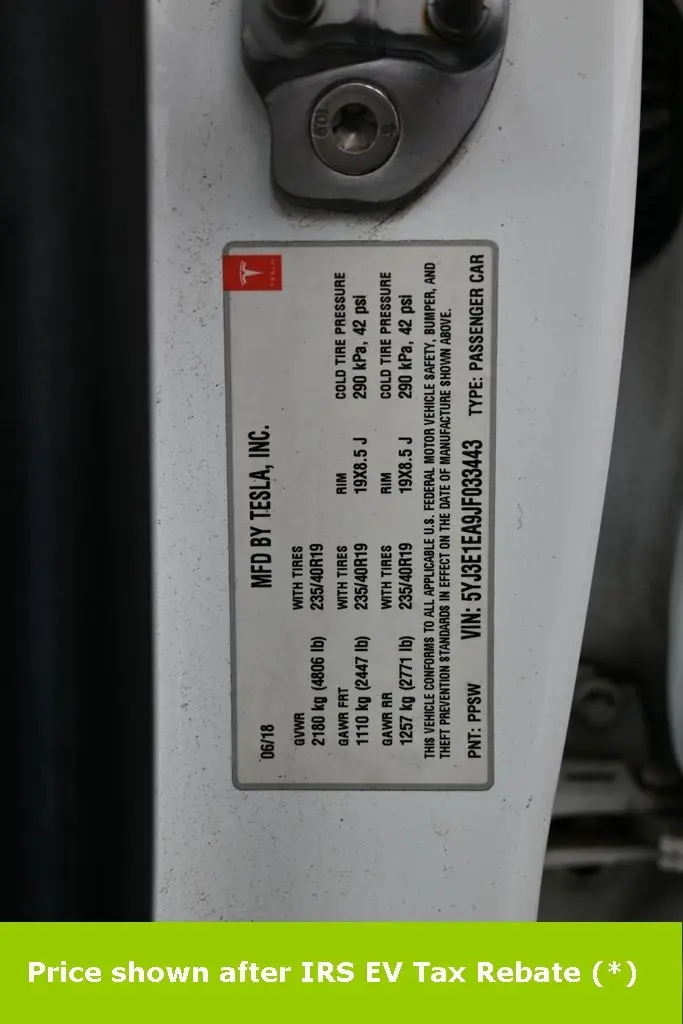 TESLA
MFD BY TESLA, INC.
06/18
GVWR WITH TIRES
2180 kg (4806 lb) 235/40R19
GAWR FRT WITH TIRES RIM COLD TIRE PRESSURE
1110 kg (2447 lb) 235/40R19 19X8.5 J 290 kPa, 42 psi
GAWR RR WITH TIRES RIM COLD TIRE PRESSURE
1257 kg (2771 lb) 235/40R19 19X8.5 J 290 kPa, 42 psi
THIS VEHICLE CONFORMS TO ALL APPLICABLE U.S. FEDERAL MOTOR VEHICLE SAFETY, BUMPER, AND
THEFT PREVENTION STANDARDS IN EFFECT ON THE DATE OF MANUFACTURE SHOWN ABOVE.
PNT: PPSW VIN: 5YJ3E1EA9JF033443 TYPE: PASSENGER CAR
Price shown after IRS EV Tax Rebate (*)